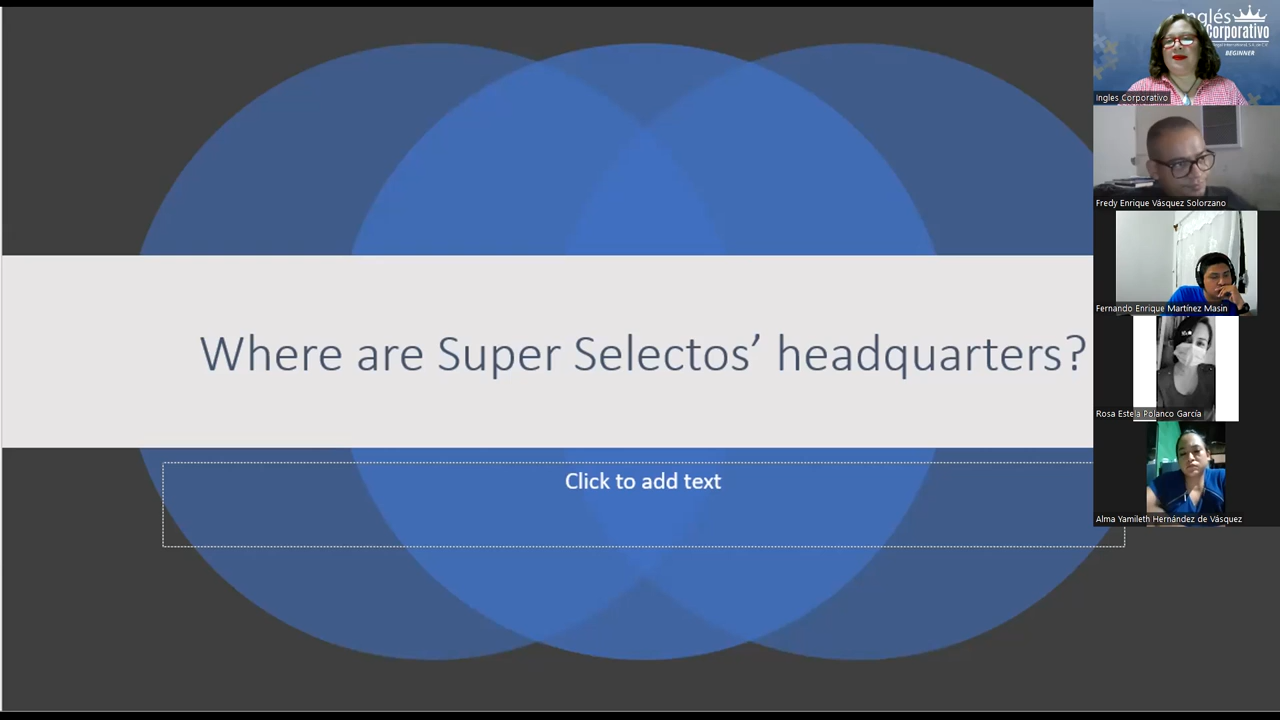 Where are Super Selectos’ headquarters?
Click to add text
Inglés
Corporativo
BEGINNER
Ingles Corporativo
Fredy Enrique Vásquez Solorzano
Fernando Enrique Martínez Masin
Rosa Estela Polanco García
Alma Yamileth Hernández de Vásquez